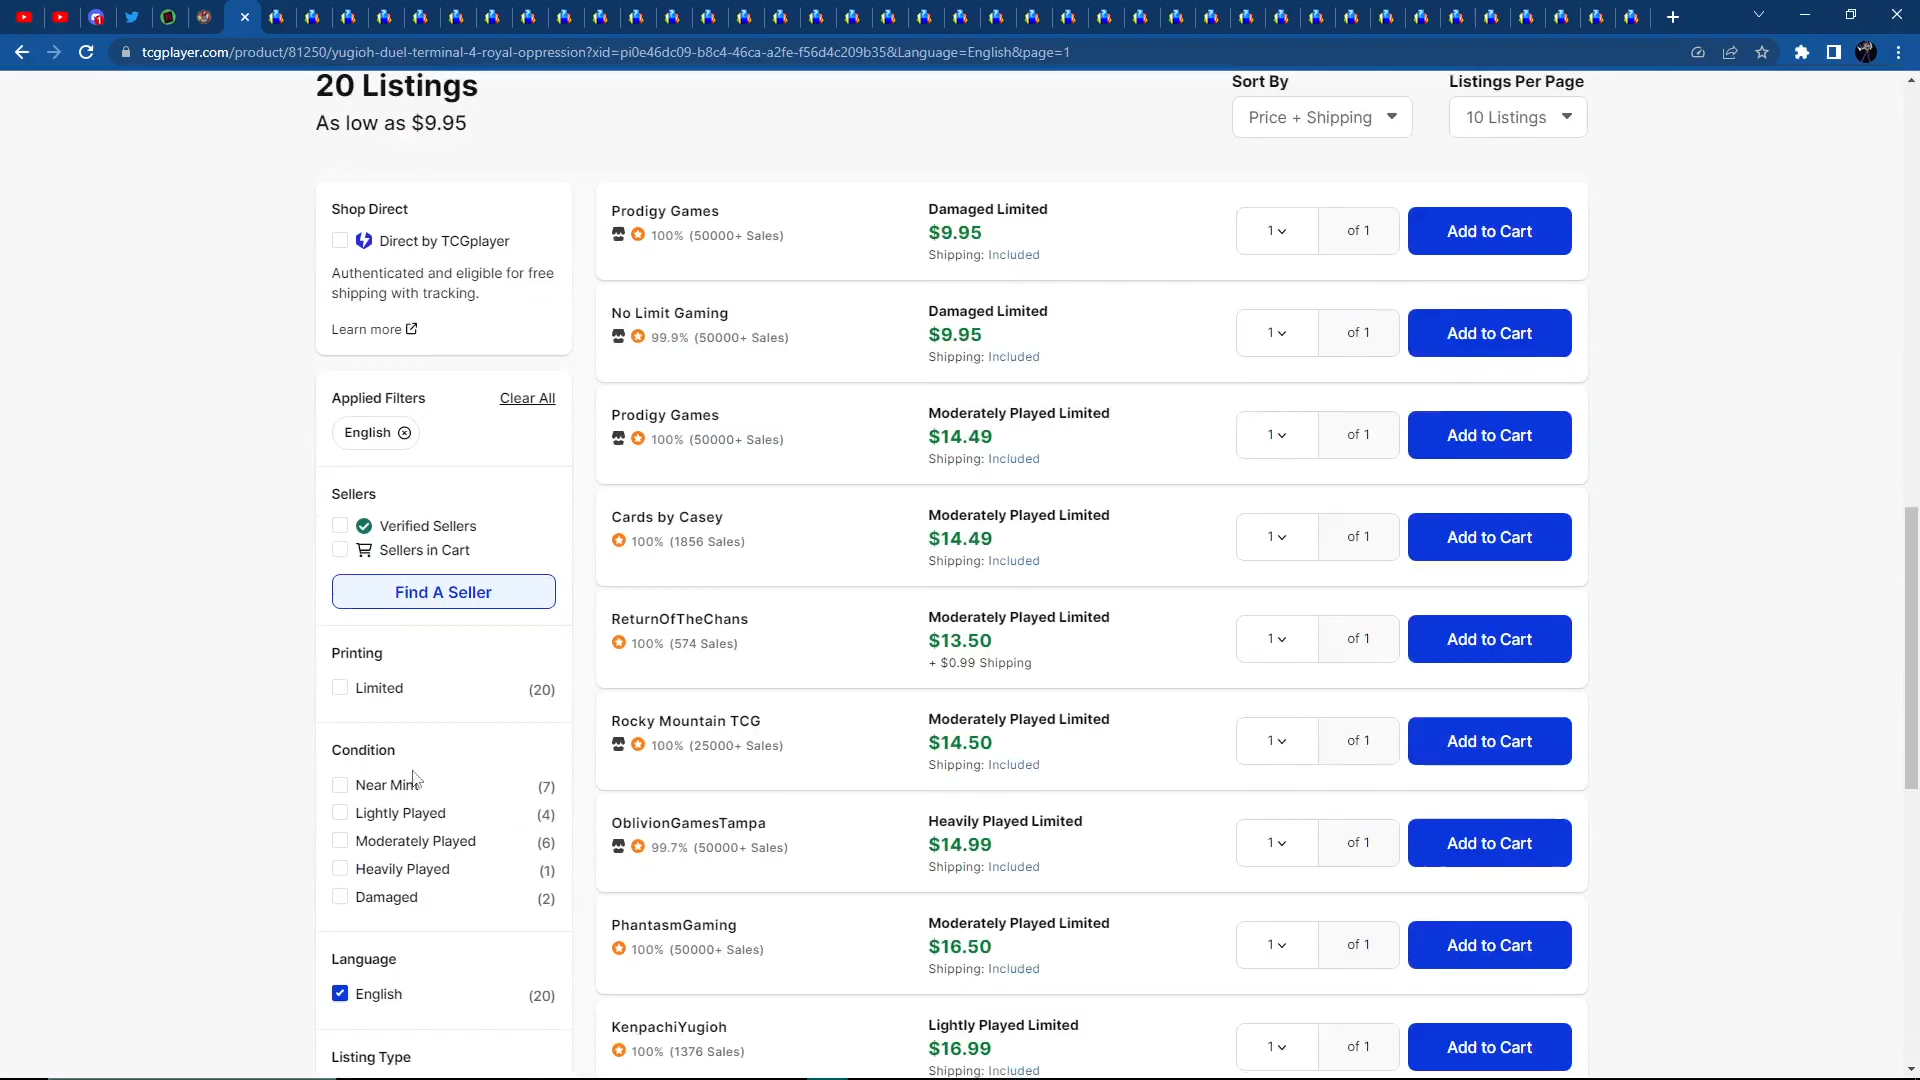 tcgplayer.com/product/81250/yugioh-duel-terminal-4-royal-oppression?xid=pi0e46dc09-b8c4-46ca-a2fe-f56d4c209b35&Language=English&page=1
20 Listings
As low as $9.95
Sort By
Price + Shipping
Listings Per Page
10 Listings
Shop Direct
Direct by TCGplayer
Authenticated and eligible for free
shipping with tracking.
Learn more
Applied Filters
Clear All
English
Sellers
Verified Sellers
Sellers in Cart
Find A Seller
Printing
Limited (20)
Condition
Near Mint (7)
Lightly Played (4)
Moderately Played (6)
Heavily Played (1)
Damaged (2)
Language
English (20)
Listing Type
Prodigy Games
100% (50000+ Sales)
Damaged Limited
$9.95
Shipping: Included
1 of 1
Add to Cart
No Limit Gaming
99.9% (50000+ Sales)
Damaged Limited
$9.95
Shipping: Included
1 of 1
Add to Cart
Prodigy Games
100% (50000+ Sales)
Moderately Played Limited
$14.49
Shipping: Included
1 of 1
Add to Cart
Cards by Casey
100% (1856 Sales)
Moderately Played Limited
$14.49
Shipping: Included
1 of 1
Add to Cart
ReturnOfTheChans
100% (574 Sales)
Moderately Played Limited
$13.50
+ $0.99 Shipping
1 of 1
Add to Cart
Rocky Mountain TCG
100% (25000+ Sales)
Moderately Played Limited
$14.50
Shipping: Included
1 of 1
Add to Cart
OblivionGamesTampa
99.7% (50000+ Sales)
Heavily Played Limited
$14.99
Shipping: Included
1 of 1
Add to Cart
PhantasmGaming
100% (50000+ Sales)
Moderately Played Limited
$16.50
Shipping: Included
1 of 1
Add to Cart
KenpachiYugioh
100% (1376 Sales)
Lightly Played Limited
$16.99
Shipping: Included
1 of 1
Add to Cart